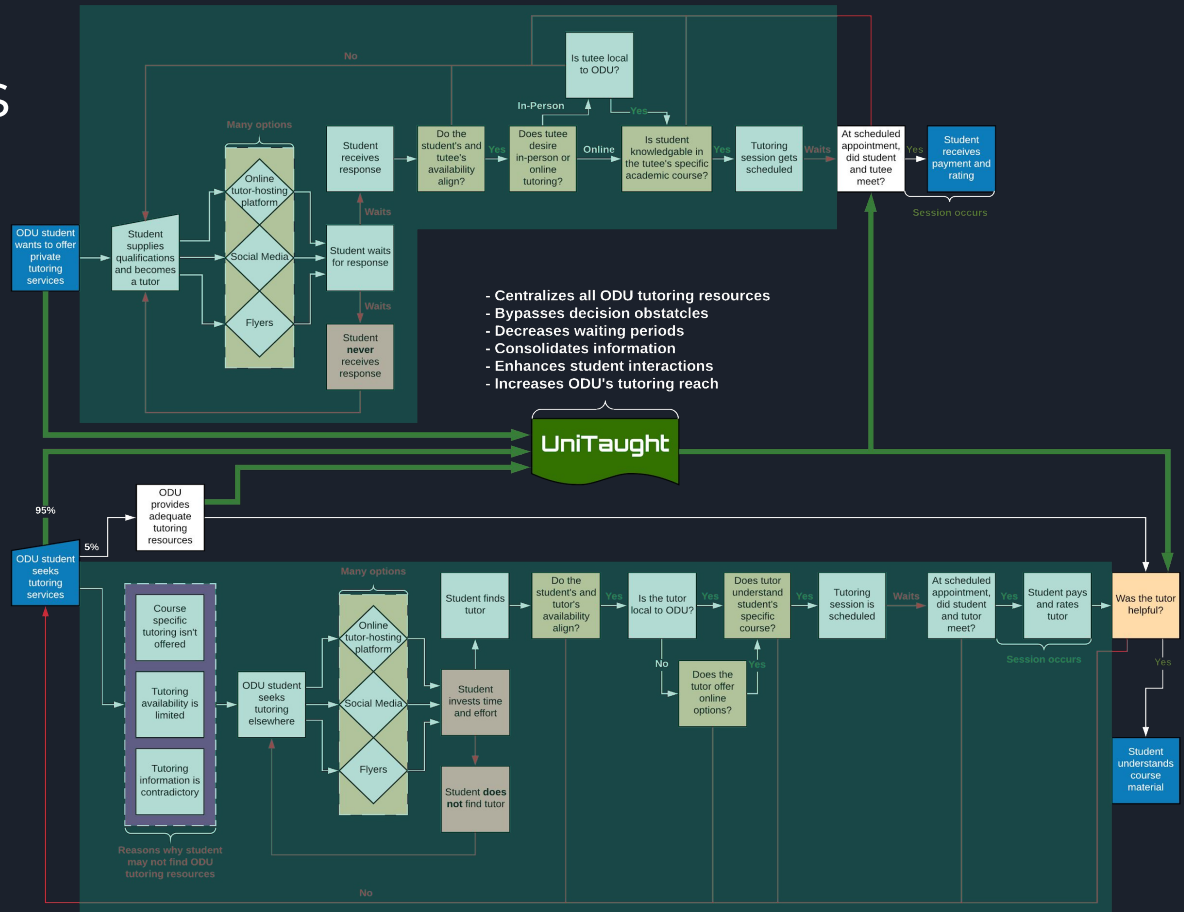 s
No
Is tutee local
to ODU?
In-Person
Yes
Many options
Online
tutor-hosting
platform
Social Media
Flyers
Student
receives
response
Do the
student's and
tutee's
availability
align?
Yes
Does tutee
desire
in-person or
online
tutoring?
Online
Is student
knowledgable in
the tutee's specific
academic course?
Yes
Tutoring
session gets
scheduled
Waits
At scheduled
appointment,
did student
and tutee
meet?
Yes
Student
receives
payment and
rating
Session occurs
ODU student
wants to offer
private
tutoring
services
Student
supplies
qualifications
and becomes
a tutor
Waits
Student waits
for response
Waits
Student
never
receives
response
- Centralizes all ODU tutoring resources
- Bypasses decision obstatcles
- Decreases waiting periods
- Consolidates information
- Enhances student interactions
- Increases ODU's tutoring reach
UniTaught
95%
5%
ODU
provides
adequate
tutoring
resources
ODU student
seeks
tutoring
services
Course
specific
tutoring isn't
offered
Tutoring
availability is
limited
Tutoring
information is
contradictory
Reasons why student
may not find ODU
tutoring resources
ODU student
seeks
tutoring
elsewhere
Many options
Online
tutor-hosting
platform
Social Media
Flyers
Student finds
tutor
Student
invests time
and effort
Student does
not find tutor
Do the
student's and
tutor's
availability
align?
Yes
Is the tutor
local to ODU?
Yes
No
Does the
tutor offer
online
options?
Yes
Does tutor
understand
student's
specific
course?
Yes
Tutoring
session is
scheduled
Waits
At scheduled
appointment,
did student
and tutor
meet?
Yes
Student pays
and rates
tutor
Session occurs
Was the tutor
helpful?
Yes
Student
understands
course
material
No